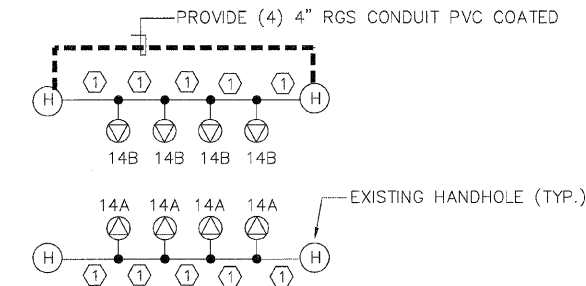 PROVIDE (4) 4" RGS CONDUIT PVC COATED
1 1 1 1 1
H H
14B 14B 14B 14B
14A 14A 14A 14A
EXISTING HANDHOLE (TYP.)
H H
1 1 1 1 1